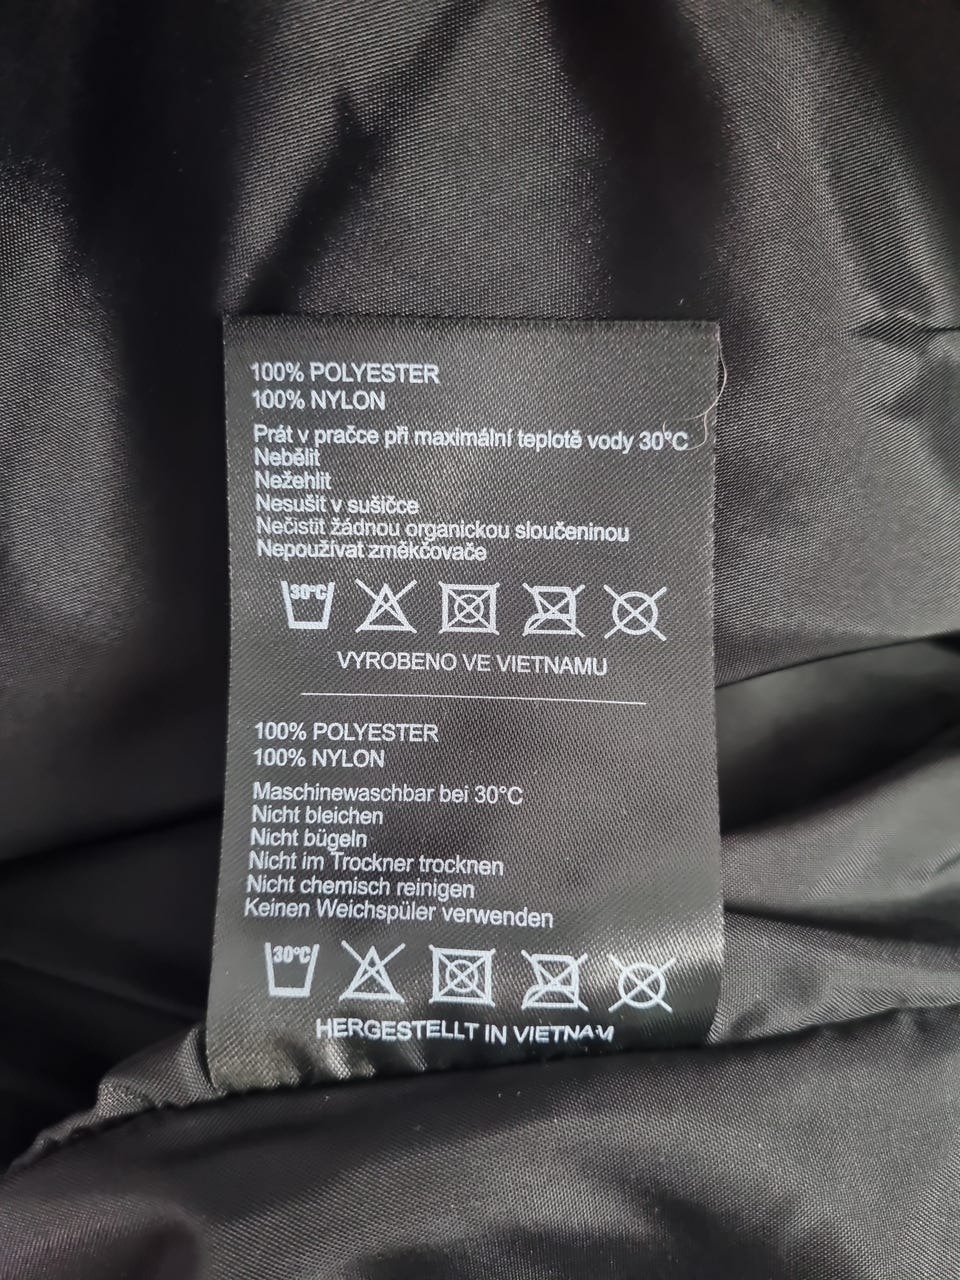 100% POLYESTER
100% NYLON
Prát v pračce při maximální teplotě vody 30°C
Nebělit
Nežehlit
Nesušit v sušičce
Nečistit žádnou organickou sloučeninou
Nepoužívat změkčovače
30°C
VYROBENO VE VIETNAMU
100% POLYESTER
100% NYLON
Maschinewaschbar bei 30°C
Nicht bleichen
Nicht bügeln
Nicht im Trockner trocknen
Nicht chemisch reinigen
Keinen Weichspüler verwenden
30°C
HERGESTELLT IN VIETNAM